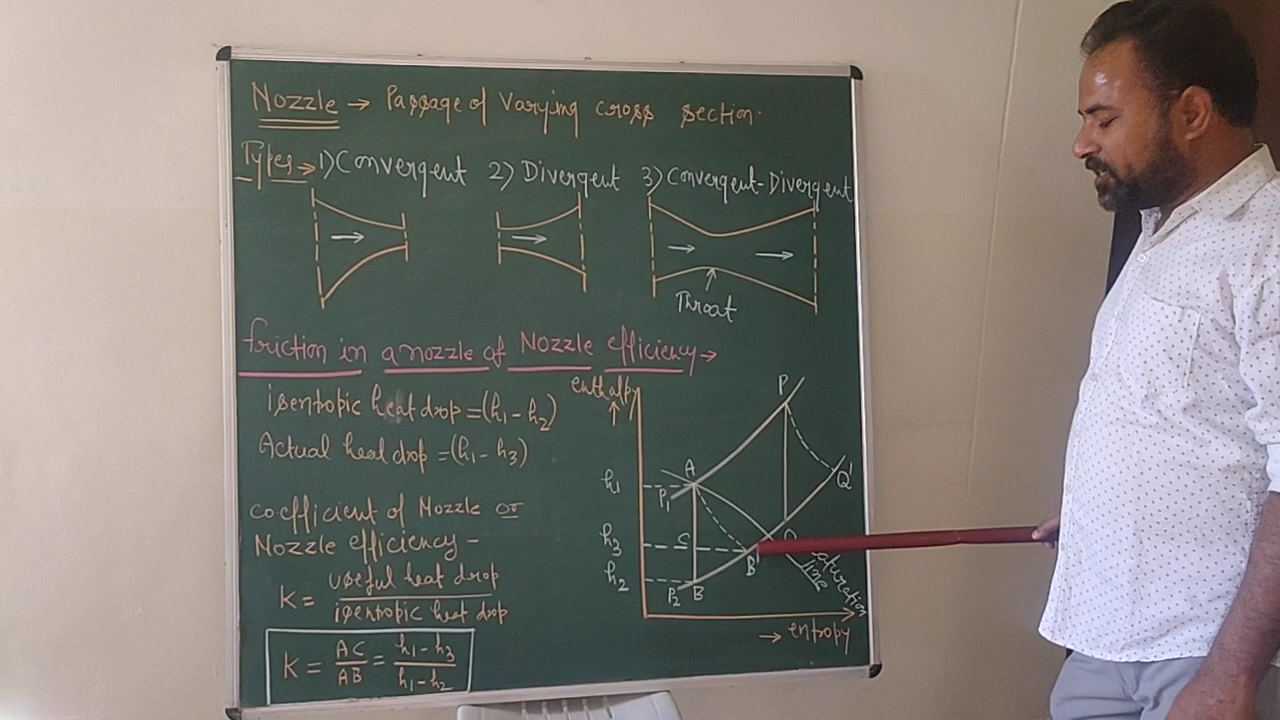 Nozzle → Passage of Varying cross section.
Types → 1) Convergent 2) Divergent 3) Convergent-Divergent
Throat
friction in a nozzle of Nozzle efficiency →
isentropic heat drop = (h₁ - h₂)
Actual heat drop = (h₁ - h₃)
coefficient of Nozzle or
Nozzle efficiency -
K = useful heat drop
isentropic heat drop
K = AC/AB = h₁ - h₃/h₁ - h₂
enthalpy
P
A
Q'
h₁
P₁
h₃
C
B'
h₂
P₂
B
line
→ entropy